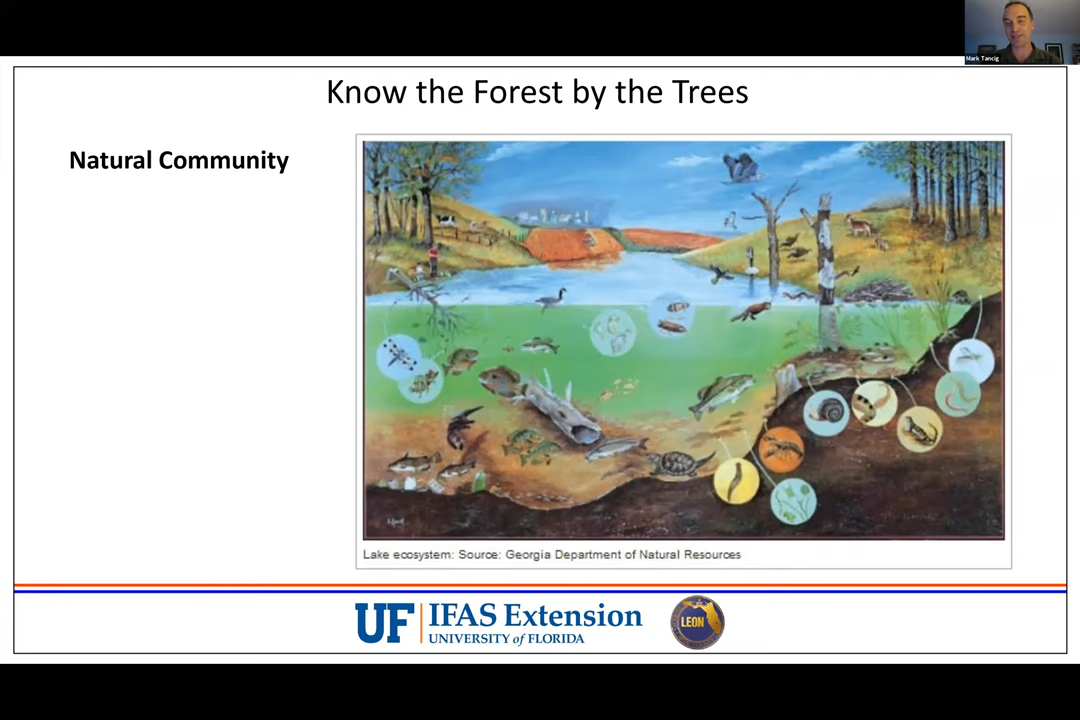 Mark Tancig
Know the Forest by the Trees
Natural Community
Lake ecosystem: Source: Georgia Department of Natural Resources
UF IFAS Extension
UNIVERSITY of FLORIDA
LEON